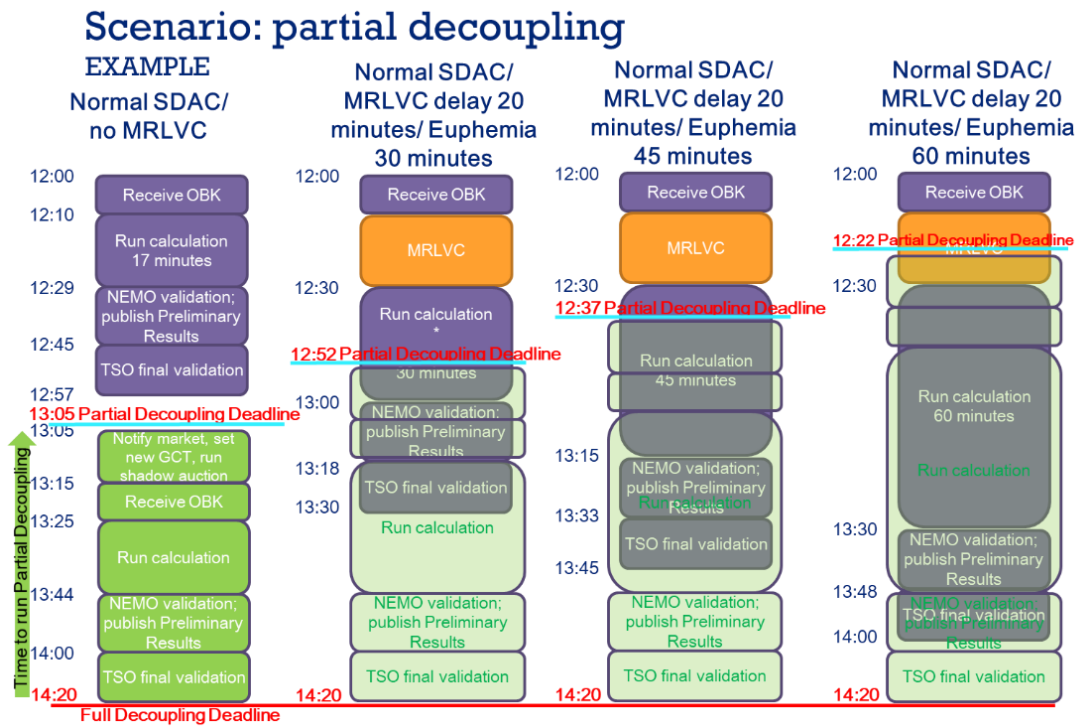 Scenario: partial decoupling
EXAMPLE
Normal SDAC/
no MRLVC
12:00
Receive OBK
12:10
Run calculation
17 minutes
12:29
NEMO validation;
publish Preliminary
Results
12:45
TSO final validation
12:57
13:05 Partial Decoupling Deadline
13:05
Notify market, set
new GCT, run
shadow auction
13:15
Receive OBK
13:25
Run calculation
13:44
NEMO validation;
publish Preliminary
Results
14:00
TSO final validation
14:20
Full Decoupling Deadline
Time to run Partial Decoupling
Normal SDAC/
MRLVC delay 20
minutes/ Euphemia
30 minutes
12:00
Receive OBK
MRLVC
12:30
Run calculation
*
12:52 Partial Decoupling Deadline
30 minutes
13:00
NEMO validation;
publish Preliminary
Results
13:18
TSO final validation
13:30
Run calculation
NEMO validation;
publish Preliminary
Results
TSO final validation
14:20
Normal SDAC/
MRLVC delay 20
minutes/ Euphemia
45 minutes
12:00
Receive OBK
MRLVC
12:30
12:37 Partial Decoupling Deadline
Run calculation
45 minutes
13:15
NEMO validation;
publish Preliminary
Results
Run calculation
13:33
TSO final validation
13:45
NEMO validation;
publish Preliminary
Results
TSO final validation
14:20
Normal SDAC/
MRLVC delay 20
minutes/ Euphemia
60 minutes
12:00
Receive OBK
12:22 Partial Decoupling Deadline
MRLVC
12:30
Run calculation
60 minutes
Run calculation
13:30
NEMO validation;
publish Preliminary
Results
13:48
NEMO validation;
TSO final validation
publish Preliminary
Results
14:00
TSO final validation
14:20